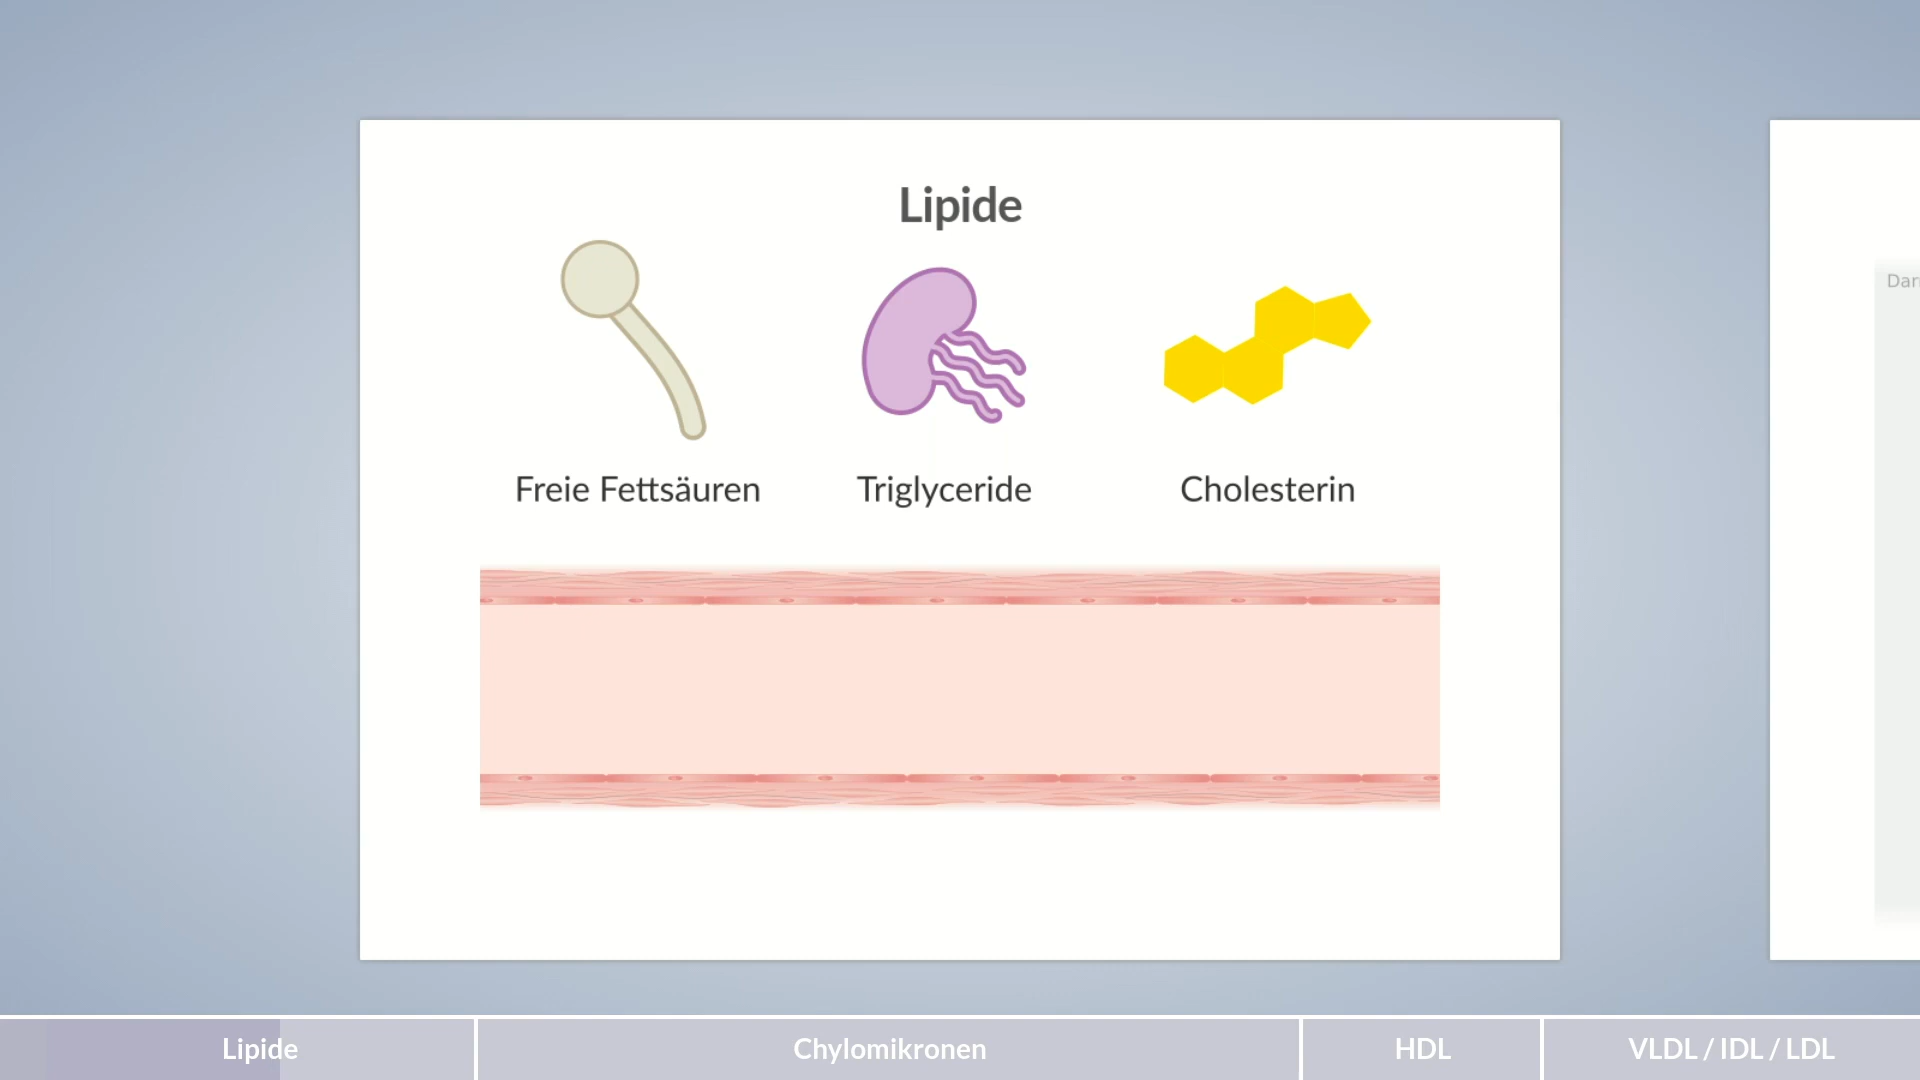 Lipide
Freie Fettsäuren
Triglyceride
Cholesterin
Lipide
Chylomikronen
HDL
VLDL / IDL / LDL